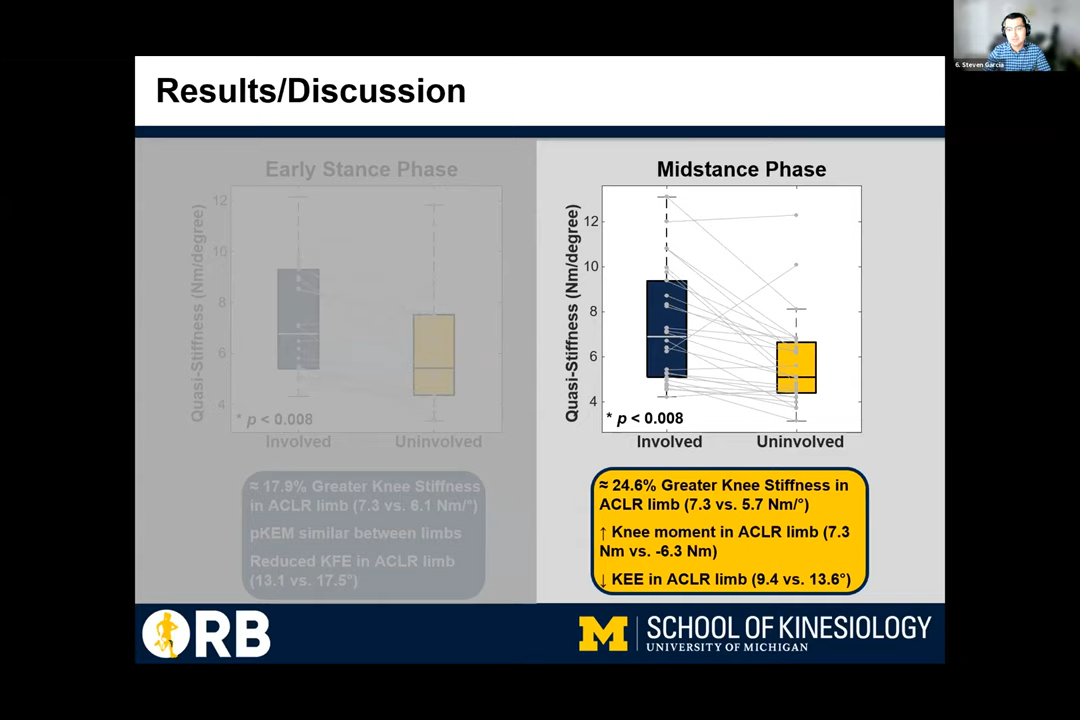 6. Steven Garcia
Results/Discussion
Early Stance Phase
Quasi-Stiffness (Nm/degree)
12
10
8
6
4
* p < 0.008
Involved
Uninvolved
≈ 17.9% Greater Knee Stiffness
in ACLR limb (7.3 vs. 6.1 Nm/°)
pKEM similar between limbs
Reduced KFE in ACLR limb
(13.1 vs. 17.5°)
Midstance Phase
Quasi-Stiffness (Nm/degree)
12
10
8
6
4
* p < 0.008
Involved
Uninvolved
≈ 24.6% Greater Knee Stiffness in
ACLR limb (7.3 vs. 5.7 Nm/°)
↑ Knee moment in ACLR limb (7.3
Nm vs. -6.3 Nm)
↓ KEE in ACLR limb (9.4 vs. 13.6°)
ORB
M
SCHOOL OF KINESIOLOGY
UNIVERSITY OF MICHIGAN